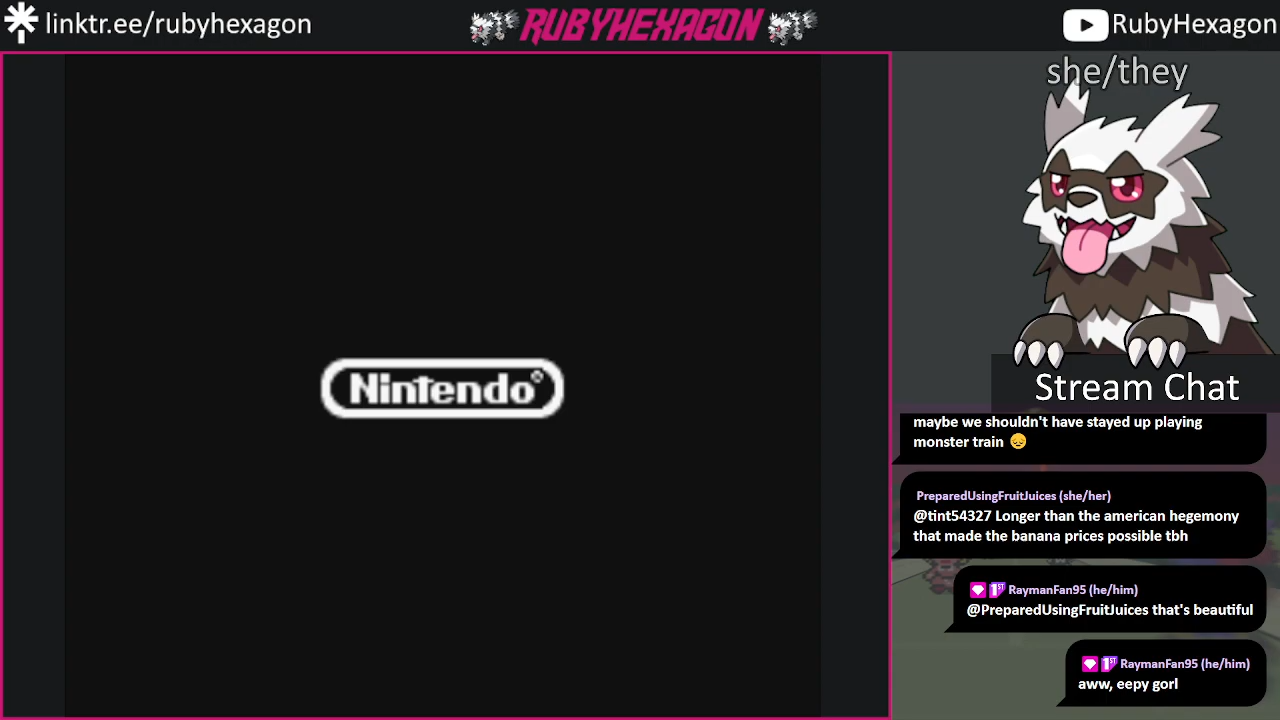 linktr.ee/rubyhexagon
RUBYHEXAGON
RubyHexagon
she/they
Nintendo®
Stream Chat
maybe we shouldn't have stayed up playing
monster train 😔
PreparedUsingFruitJuices (she/her)
@tint54327 Longer than the american hegemony
that made the banana prices possible tbh
1ST RaymanFan95 (he/him)
@PreparedUsingFruitJuices that's beautiful
1ST RaymanFan95 (he/him)
aww, eepy gorl